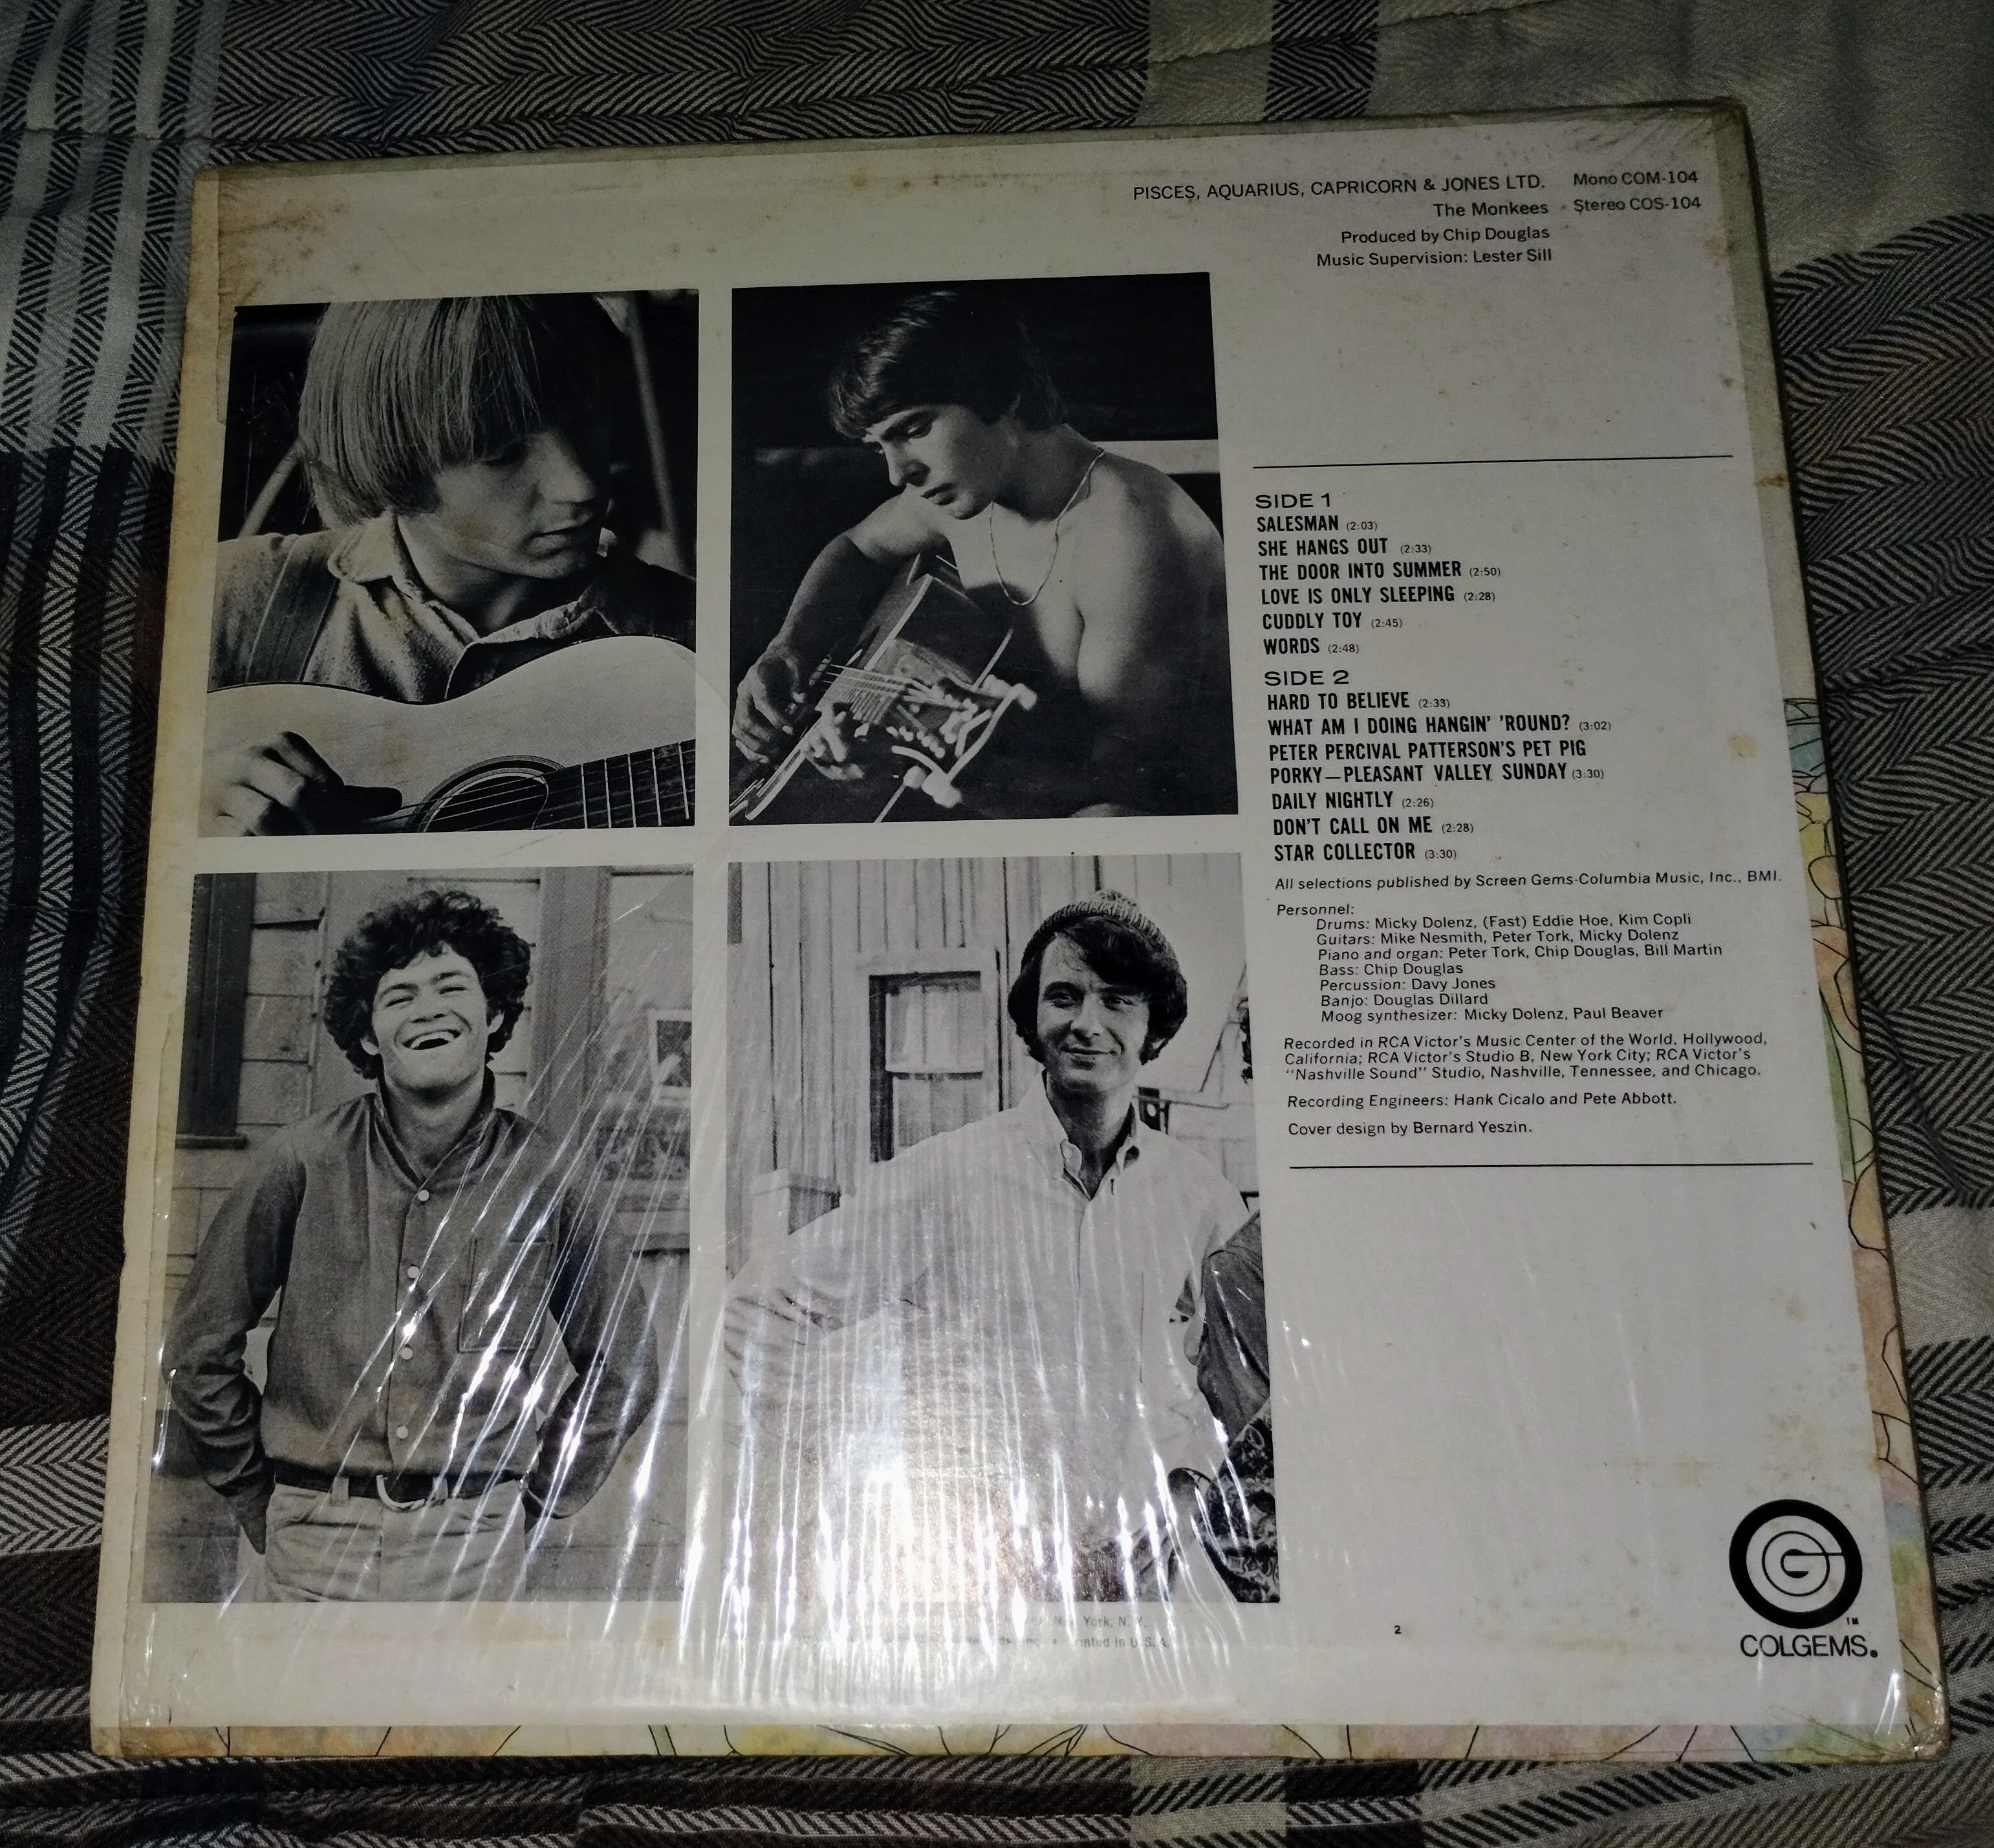 PISCES, AQUARIUS, CAPRICORN & JONES LTD. Mono COM-104
The Monkees Stereo COS-104
Produced by Chip Douglas
Music Supervision: Lester Sill
SIDE 1
SALESMAN (2:03)
SHE HANGS OUT (2:33)
THE DOOR INTO SUMMER (2:50)
LOVE IS ONLY SLEEPING (2:28)
CUDDLY TOY (2:45)
WORDS (2:48)
SIDE 2
HARD TO BELIEVE (2:33)
WHAT AM I DOING HANGIN' 'ROUND? (3:02)
PETER PERCIVAL PATTERSON'S PET PIG
PORKY—PLEASANT VALLEY SUNDAY (3:30)
DAILY NIGHTLY (2:26)
DON'T CALL ON ME (2:28)
STAR COLLECTOR (3:30)
All selections published by Screen Gems-Columbia Music, Inc., BMI.
Personnel:
Drums: Micky Dolenz, (Fast) Eddie Hoe, Kim Copli
Guitars: Mike Nesmith, Peter Tork, Micky Dolenz
Piano and organ: Peter Tork, Chip Douglas, Bill Martin
Bass: Chip Douglas
Percussion: Davy Jones
Banjo: Douglas Dillard
Moog synthesizer: Micky Dolenz, Paul Beaver
Recorded in RCA Victor's Music Center of the World, Hollywood,
California; RCA Victor's Studio B, New York City; RCA Victor's
"Nashville Sound" Studio, Nashville, Tennessee, and Chicago.
Recording Engineers: Hank Cicalo and Pete Abbott.
Cover design by Bernard Yeszin.
York, N. Y.
Printed in U.S.A.
2
TM
COLGEMS®